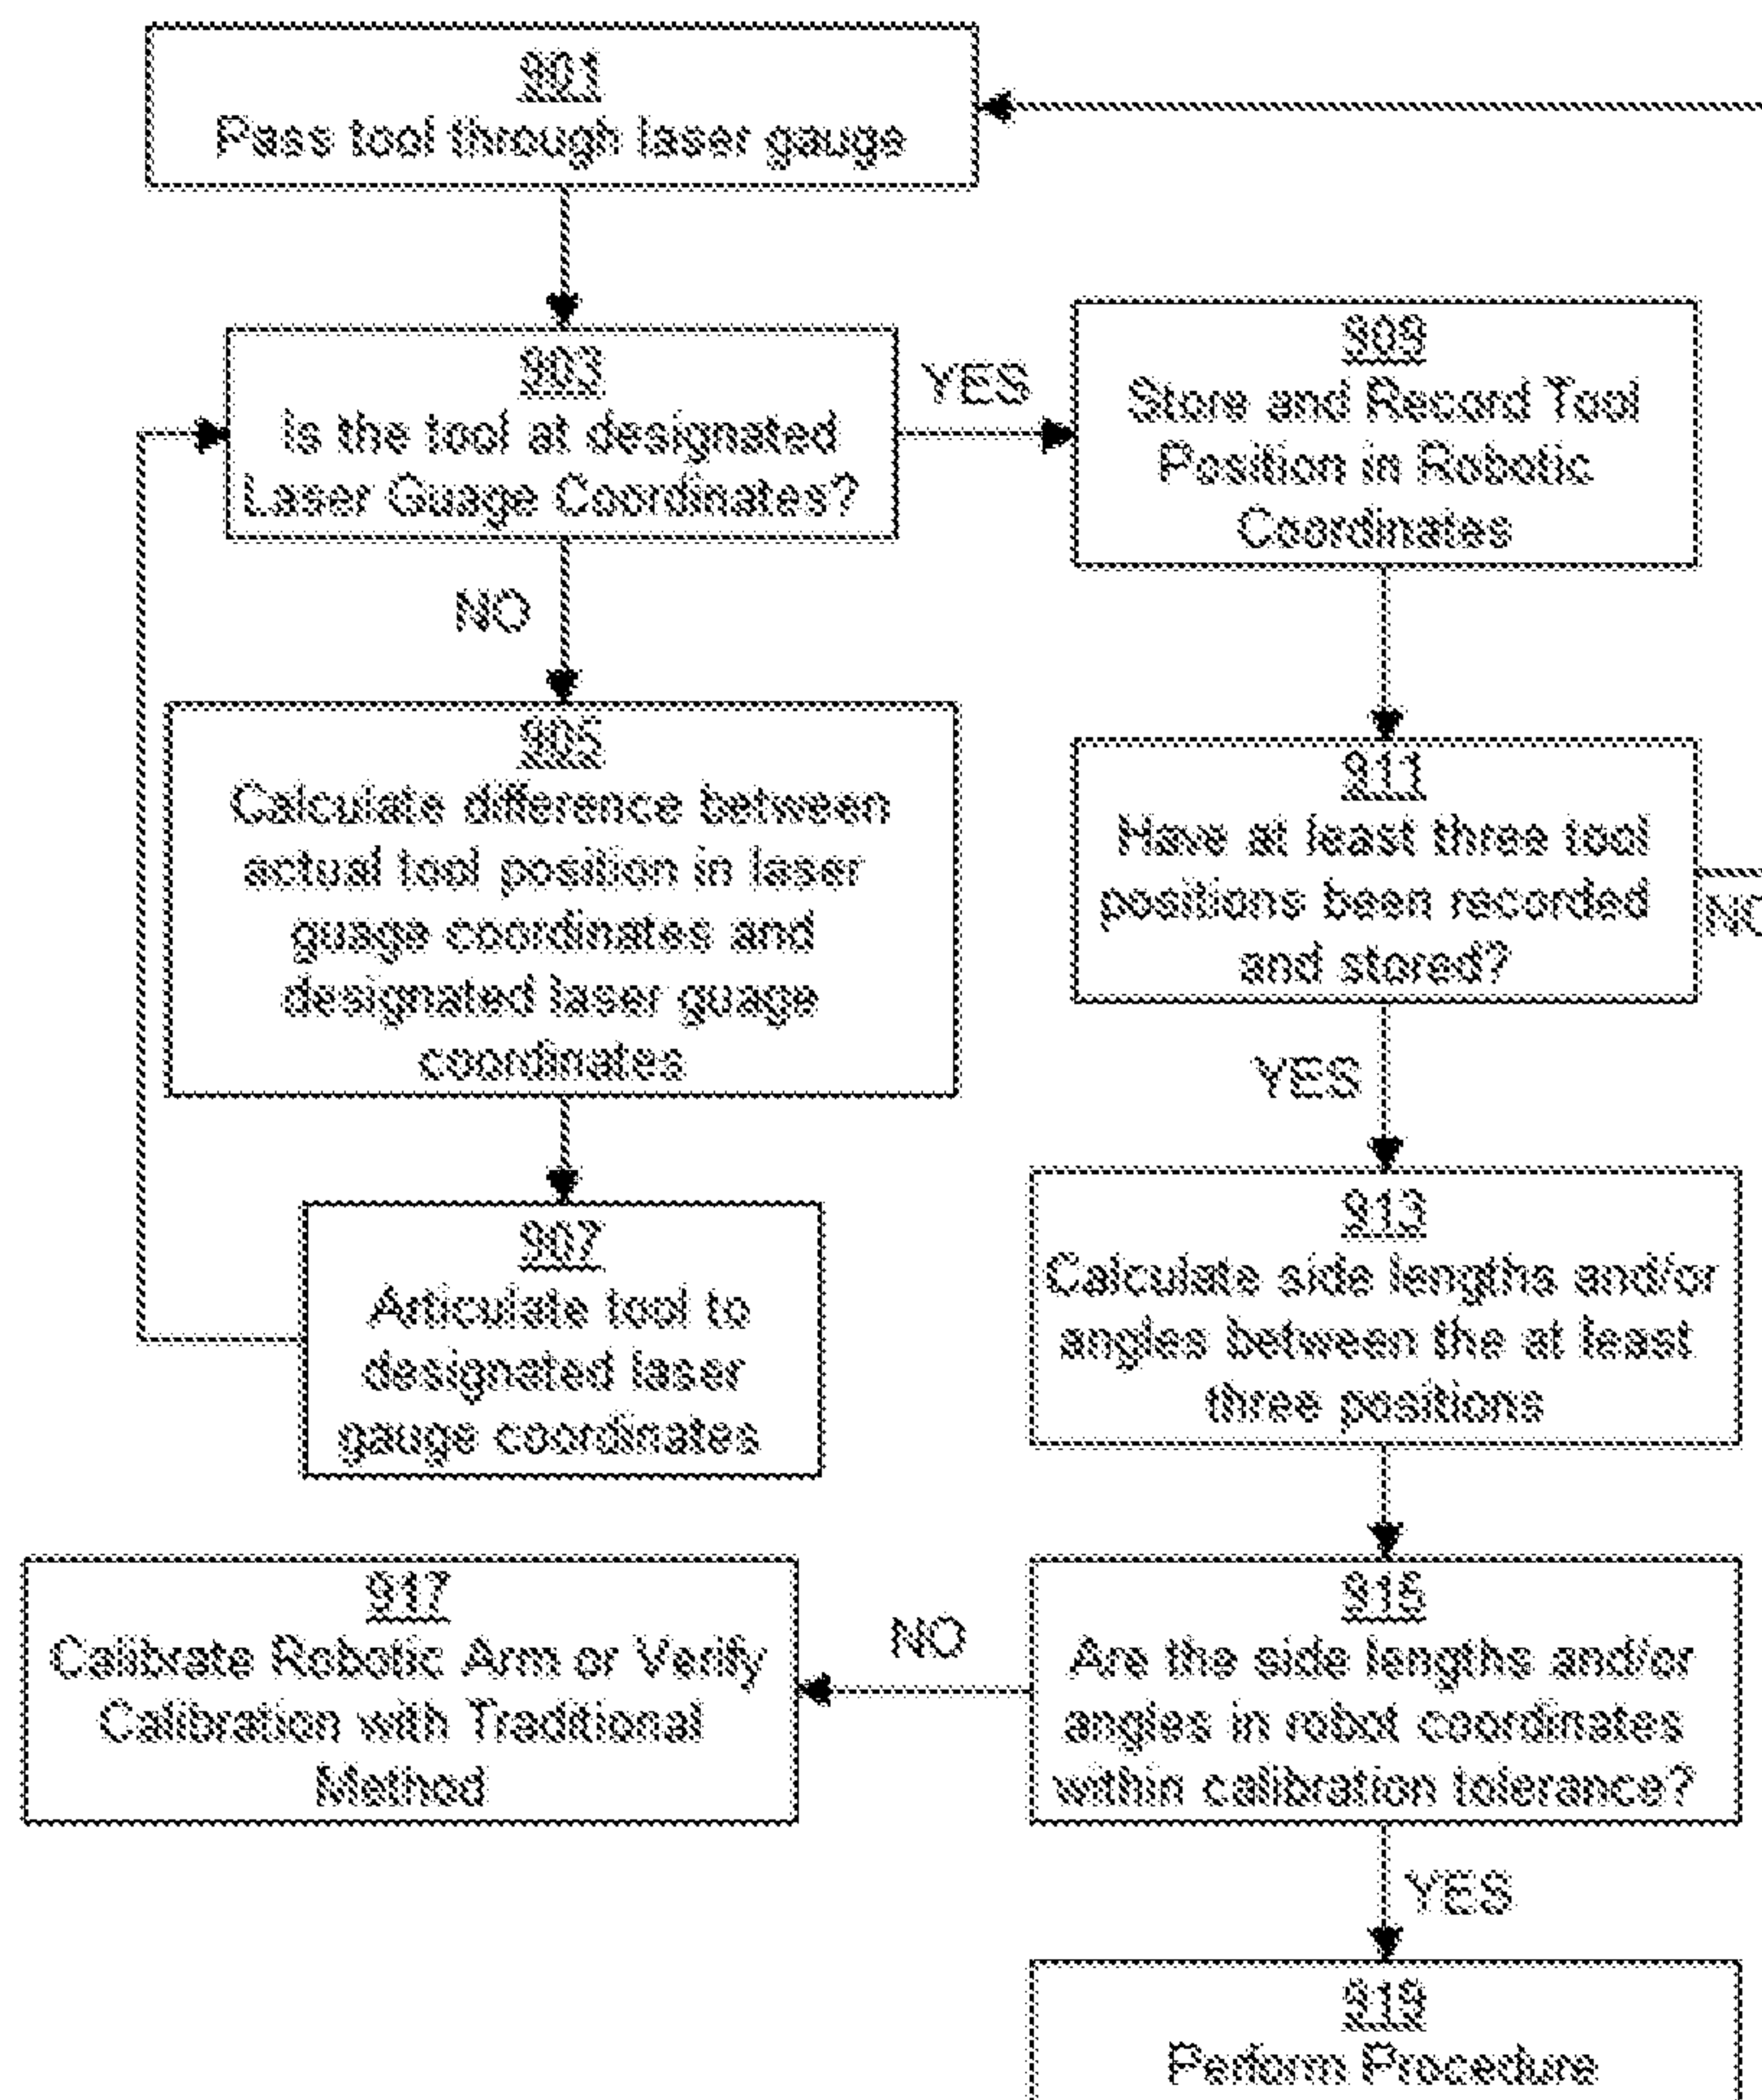 901
Pass tool through laser gauge
903
Is the tool at designated
Laser Guage Coordinates?
YES
909
Store and Record Tool
Position in Robotic
Coordinates
NO
905
Calculate difference between
actual tool position in laser
guage coordinates and
designated laser guage
coordinates
911
Have at least three tool
positions been recorded
and stored?
NO
YES
907
Articulate tool to
designated laser
gauge coordinates
913
Calculate side lengths and/or
angles between the at least
three positions
917
Calibrate Robotic Arm or Verify
Calibration with Traditional
Method
NO
915
Are the side lengths and/or
angles in robot coordinates
within calibration tolerance?
YES
919
Perform Procedure